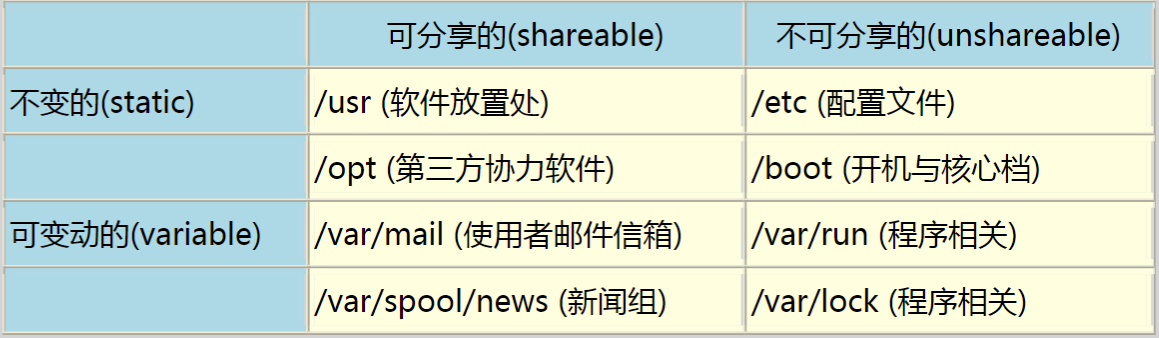 可分享的(shareable) 不可分享的(unshareable)
不变的(static) /usr (软件放置处) /etc (配置文件)
/opt (第三方协力软件) /boot (开机与核心档)
可变动的(variable) /var/mail (使用者邮件信箱) /var/run (程序相关)
/var/spool/news (新闻组) /var/lock (程序相关)